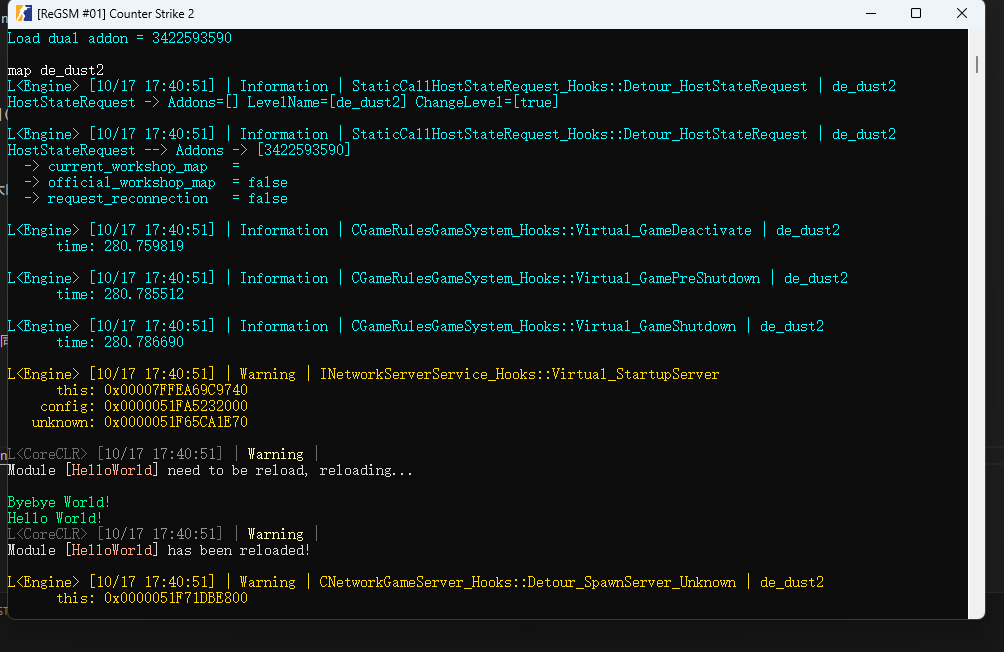 [ReGSM #01] Counter Strike 2
Load dual addon = 3422593590
map de_dust2
L<Engine> [10/17 17:40:51] | Information | StaticCallHostStateRequest_Hooks::Detour_HostStateRequest | de_dust2
HostStateRequest -> Addons=[] LevelName=[de_dust2] ChangeLevel=[true]
L<Engine> [10/17 17:40:51] | Information | StaticCallHostStateRequest_Hooks::Detour_HostStateRequest | de_dust2
HostStateRequest --> Addons -> [3422593590]
-> current_workshop_map =
-> official_workshop_map = false
-> request_reconnection = false
L<Engine> [10/17 17:40:51] | Information | CGameRulesGameSystem_Hooks::Virtual_GameDeactivate | de_dust2
time: 280.759819
L<Engine> [10/17 17:40:51] | Information | CGameRulesGameSystem_Hooks::Virtual_GamePreShutdown | de_dust2
time: 280.785512
L<Engine> [10/17 17:40:51] | Information | CGameRulesGameSystem_Hooks::Virtual_GameShutdown | de_dust2
time: 280.786690
L<Engine> [10/17 17:40:51] | Warning | INetworkServerService_Hooks::Virtual_StartupServer
this: 0x00007FFEA69C9740
config: 0x0000051FA5232000
unknown: 0x0000051F65CA1E70
L<CoreCLR> [10/17 17:40:51] | Warning |
Module [HelloWorld] need to be reload, reloading...
Byebye World!
Hello World!
L<CoreCLR> [10/17 17:40:51] | Warning |
Module [HelloWorld] has been reloaded!
L<Engine> [10/17 17:40:51] | Warning | CNetworkGameServer_Hooks::Detour_SpawnServer_Unknown | de_dust2
this: 0x0000051F71DBE800